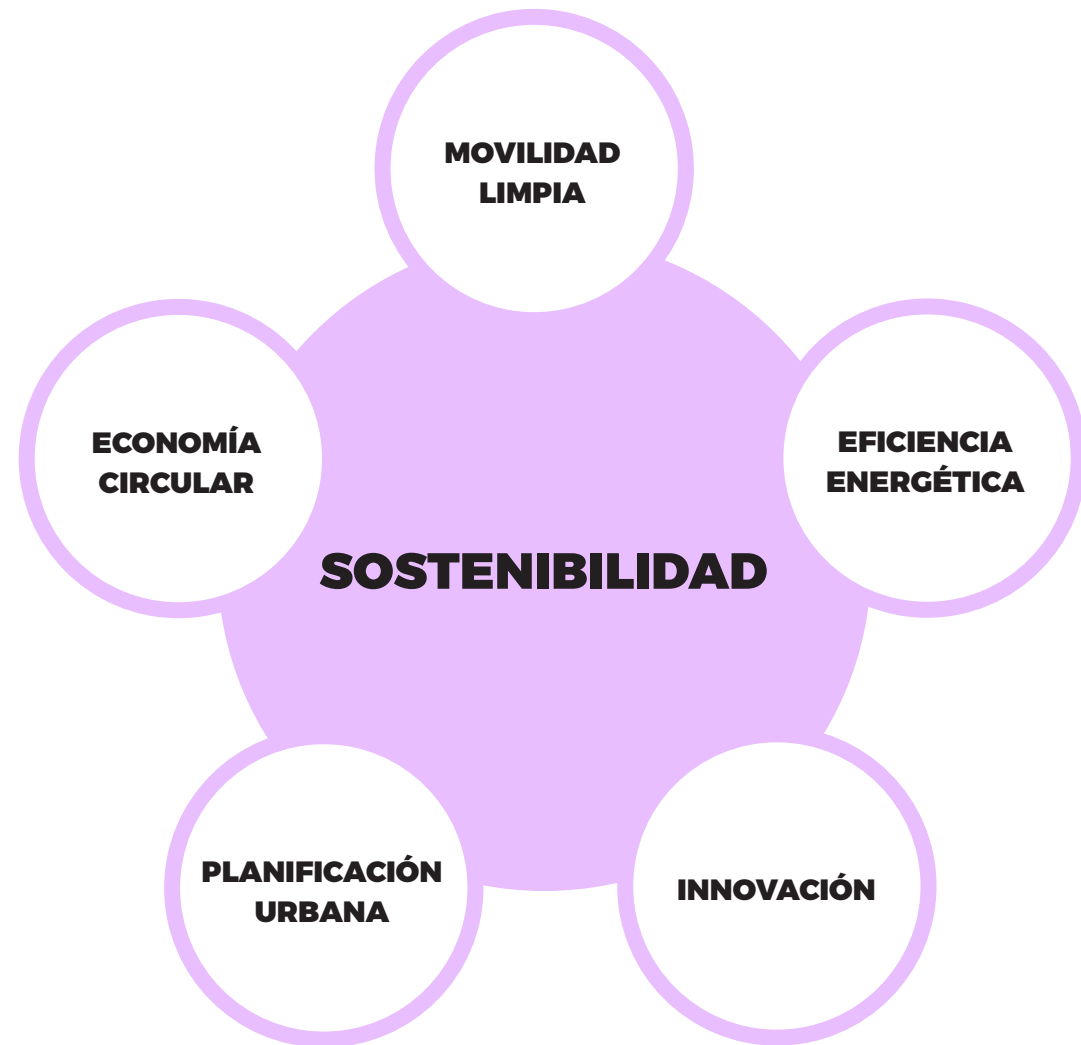 MOVILIDAD
LIMPIA
ECONOMÍA
CIRCULAR
EFICIENCIA
ENERGÉTICA
SOSTENIBILIDAD
PLANIFICACIÓN
URBANA
INNOVACIÓN